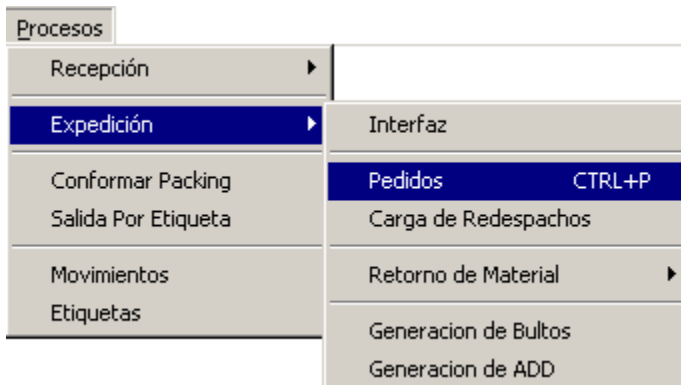 Procesos
Recepción
Expedición
Conformar Packing
Salida Por Etiqueta
Movimientos
Etiquetas
Interfaz
Pedidos CTRL+P
Carga de Redespachos
Retorno de Material
Generacion de Bultos
Generacion de ADD